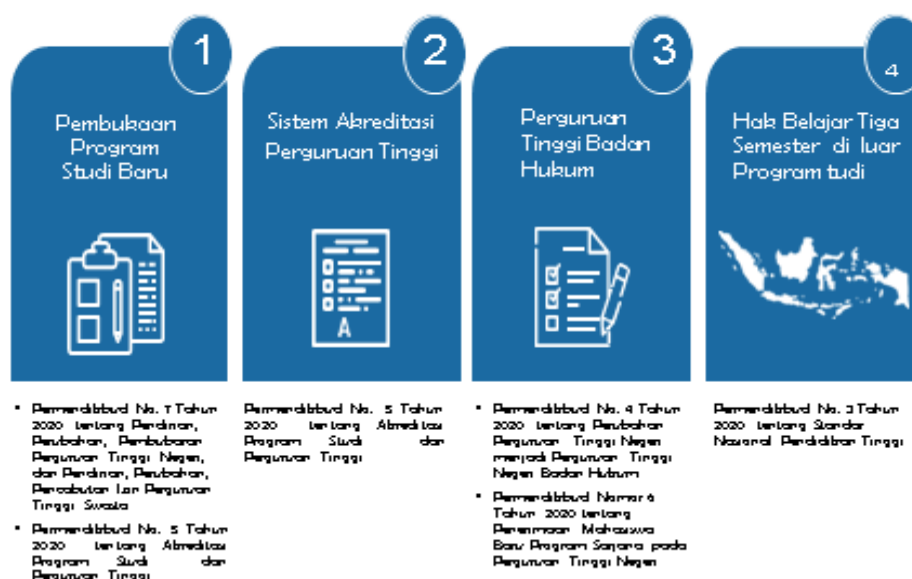 1
Pembukaan
Program
Studi Baru
2
Sistem Akreditasi
Perguruan Tinggi
3
Perguruan
Tinggi Badan
Hukum
4
Hak Belajar Tiga
Semester di luar
Program tudi
A
• Permendikbud No. 7 Tahun
2020 tentang Pendirian,
Perubahan, Pembubaran
Perguruan Tinggi Negeri,
dan Pendirian, Perubahan,
Pencabutan Izin Perguruan
Tinggi Swasta
• Permendikbud No. 5 Tahun
2020 tentang Akreditasi
Program Studi dan
Perguruan Tinggi
Permendikbud No. 5 Tahun
2020 tentang Akreditasi
Program Studi dan
Perguruan Tinggi
• Permendikbud No. 4 Tahun
2020 tentang Perubahan
Perguruan Tinggi Negeri
menjadi Perguruan Tinggi
Negeri Badan Hukum
• Permendikbud Nomor 6
Tahun 2020 tentang
Penerimaan Mahasiswa
Baru Program Sarjana pada
Perguruan Tinggi Negeri
Permendikbud No. 3 Tahun
2020 tentang Standar
Nasional Pendidikan Tinggi